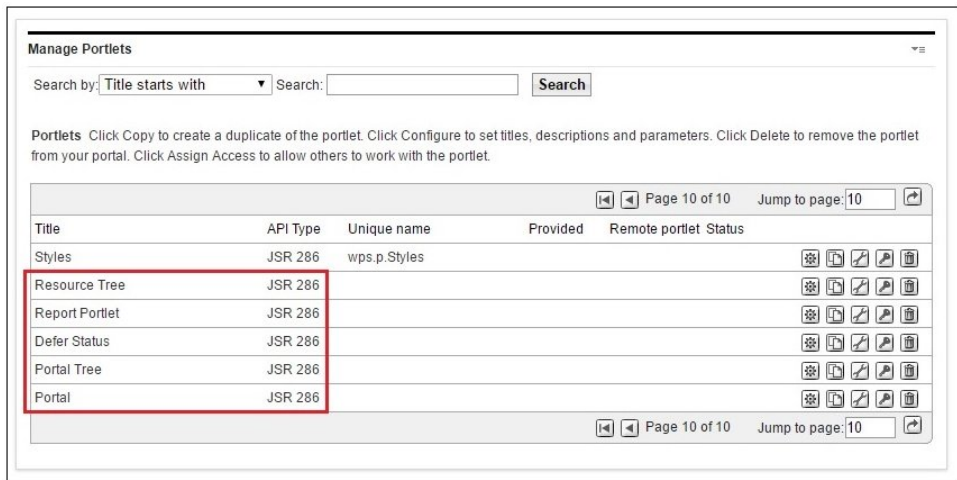 Manage Portlets
Search by: Title starts with Search: Search
Portlets Click Copy to create a duplicate of the portlet. Click Configure to set titles, descriptions and parameters. Click Delete to remove the portlet
from your portal. Click Assign Access to allow others to work with the portlet.
Page 10 of 10 Jump to page: 10
Title API Type Unique name Provided Remote portlet Status
Styles JSR 286 wps.p.Styles
Resource Tree JSR 286
Report Portlet JSR 286
Defer Status JSR 286
Portal Tree JSR 286
Portal JSR 286
Page 10 of 10 Jump to page: 10